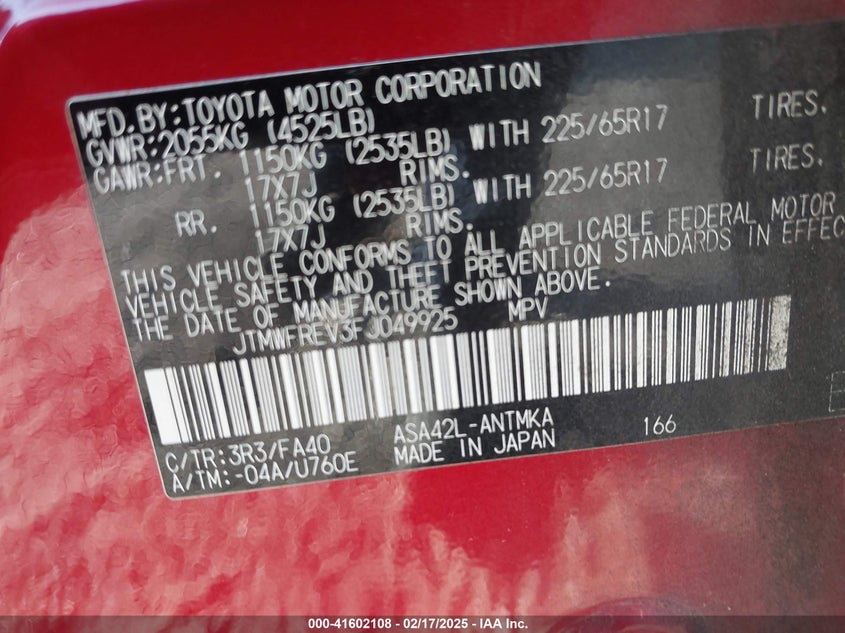 MFD.BY:TOYOTA MOTOR CORPORATION
GVWR:2055KG (4525LB)
GAWR:FRT. 1150KG (2535LB) WITH 225/65R17 TIRES.
17X7J RIMS.
RR. 1150KG (2535LB) WITH 225/65R17 TIRES.
17X7J RIMS.
THIS VEHICLE CONFORMS TO ALL APPLICABLE FEDERAL MOTOR
VEHICLE SAFETY AND THEFT PREVENTION STANDARDS IN EFFEC
THE DATE OF MANUFACTURE SHOWN ABOVE.
JTMWFREV3FJ049925 MPV
C/TR:3R3/FA40 ASA42L-ANTMKA 166
A/TM:-04A/U760E MADE IN JAPAN
000-41602108 - 02/17/2025 - IAA Inc.